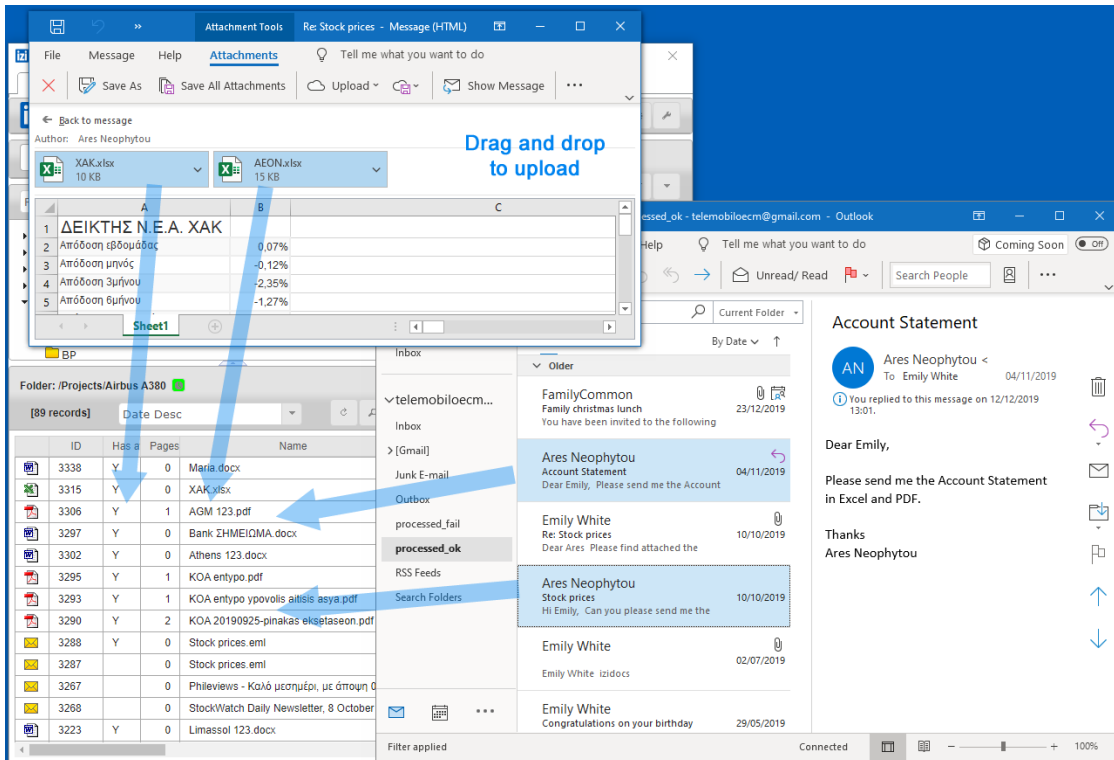 Attachment Tools
Re: Stock prices - Message (HTML)
File
Message
Help
Attachments
Tell me what you want to do
Save As
Save All Attachments
Upload
Show Message
Back to message
Author: Ares Neophytou
XAK.xlsx
10 KB
AEON.xlsx
15 KB
Drag and drop
to upload
A
B
C
1 ΔΕΙΚΤΗΣ Ν.Ε.Α. ΧΑΚ
2 Απόδοση εβδομάδας 0,07%
3 Απόδοση μηνός -0,12%
4 Απόδοση 3μήνου -2,35%
5 Απόδοση 6μήνου -1,27%
Sheet1
BP
Folder: /Projects/Airbus A380
[89 records]
Date Desc
ID Has a Pages Name
3338 Y 0 Maria.docx
3315 Y 0 XAK.xlsx
3306 Y 1 AGM 123.pdf
3297 Y 0 Bank ΣΗΜΕΙΩΜΑ.docx
3302 Y 0 Athens 123.docx
3295 Y 1 KOA entypo.pdf
3293 Y 1 KOA entypo ypovolis aitisis asya.pdf
3290 Y 2 KOA 20190925-pinakas eksetaseon.pdf
3288 Y 0 Stock prices.eml
3287 0 Stock prices.eml
3267 0 Phileviews - Καλό μεσημέρι, με άποψη 0
3268 0 StockWatch Daily Newsletter, 8 October
3223 Y 0 Limassol 123.docx
essed_ok - telemobiloecm@gmail.com - Outlook
Help
Tell me what you want to do
Coming Soon
Off
Unread/ Read
Search People
Current Folder
By Date
Inbox
telemobiloecm...
Inbox
[Gmail]
Junk E-mail
Outbox
processed_fail
processed_ok
RSS Feeds
Search Folders
Older
FamilyCommon
Family christmas lunch 23/12/2019
You have been invited to the following
Ares Neophytou
Account Statement 04/11/2019
Dear Emily, Please send me the Account
Emily White
Re: Stock prices 10/10/2019
Dear Ares Please find attached the
Ares Neophytou
Stock prices 10/10/2019
Hi Emily, Can you please send me the
Emily White
02/07/2019
Emily White izidocs
Emily White
Congratulations on your birthday 29/05/2019
Account Statement
AN
Ares Neophytou <
To Emily White 04/11/2019
You replied to this message on 12/12/2019
13:01.
Dear Emily,
Please send me the Account Statement
in Excel and PDF.
Thanks
Ares Neophytou
Filter applied
Connected
100%